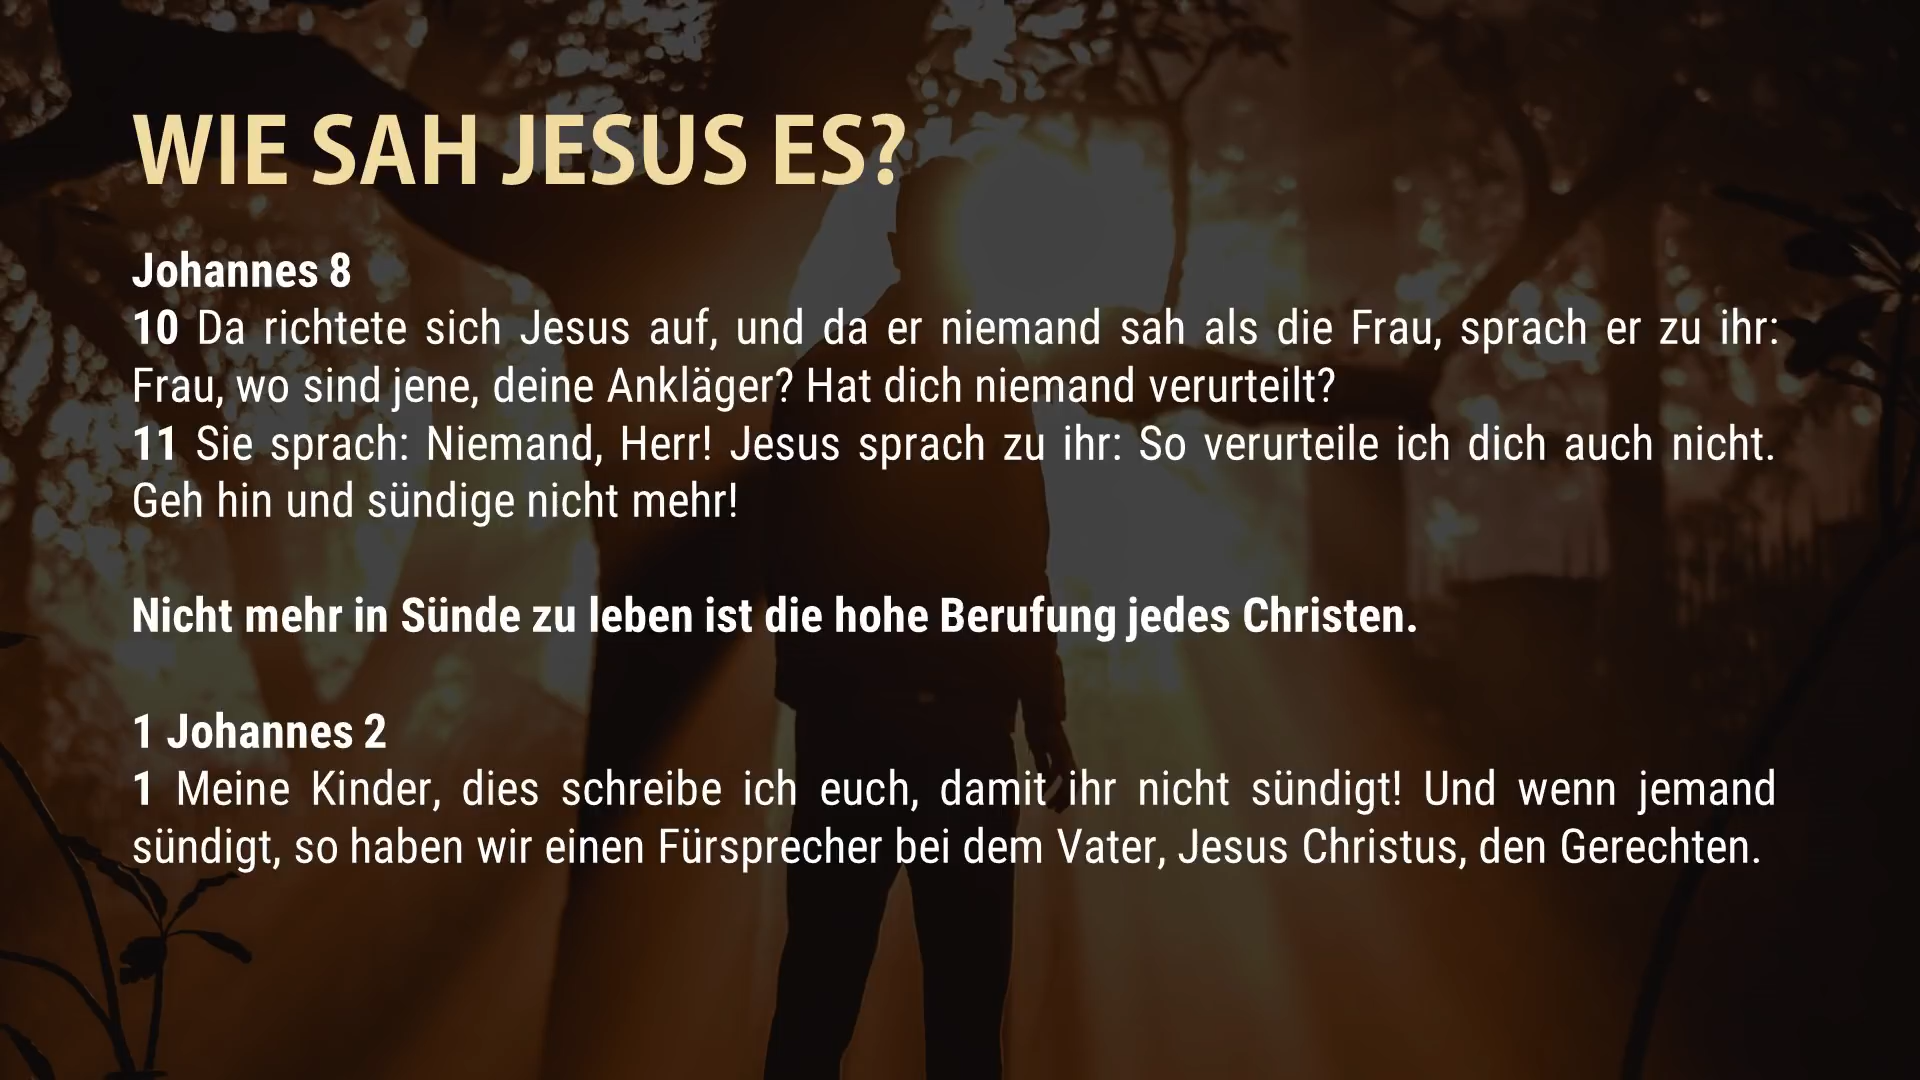 WIE SAH JESUS ES?
Johannes 8
10 Da richtete sich Jesus auf, und da er niemand sah als die Frau, sprach er zu ihr:
Frau, wo sind jene, deine Ankläger? Hat dich niemand verurteilt?
11 Sie sprach: Niemand, Herr! Jesus sprach zu ihr: So verurteile ich dich auch nicht.
Geh hin und sündige nicht mehr!
Nicht mehr in Sünde zu leben ist die hohe Berufung jedes Christen.
1 Johannes 2
1 Meine Kinder, dies schreibe ich euch, damit ihr nicht sündigt! Und wenn jemand
sündigt, so haben wir einen Fürsprecher bei dem Vater, Jesus Christus, den Gerechten.